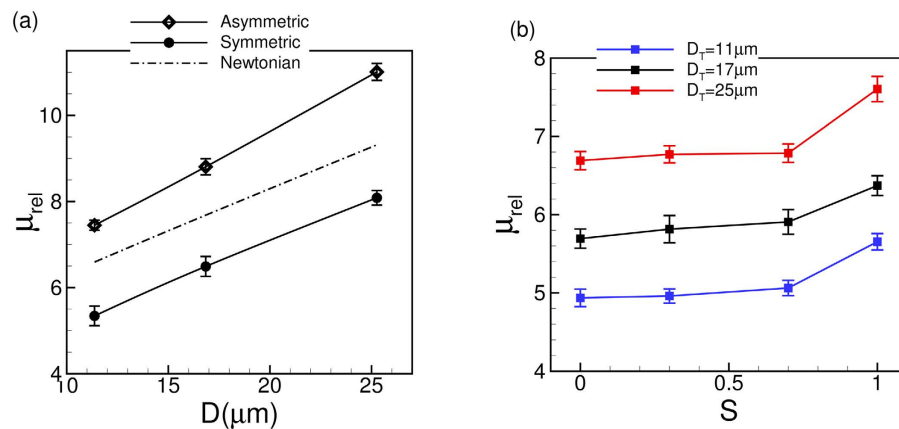 (a)
Asymmetric
Symmetric
Newtonian
10
8
6
4
μrel
10
15
20
25
D(μm)
(b)
DT=11μm
DT=17μm
DT=25μm
8
7
6
5
4
μrel
0
0.5
1
S